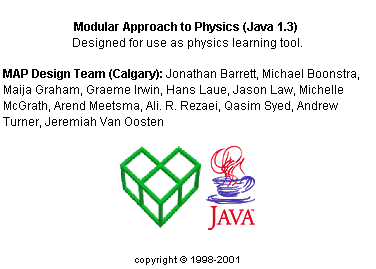 Modular Approach to Physics (Java 1.3)
Designed for use as physics learning tool.
MAP Design Team (Calgary): Jonathan Barrett, Michael Boonstra,
Maija Graham, Graeme Irwin, Hans Laue, Jason Law, Michelle
McGrath, Arend Meetsma, Ali. R. Rezaei, Qasim Syed, Andrew
Turner, Jeremiah Van Oosten
JAVA
copyright © 1998-2001